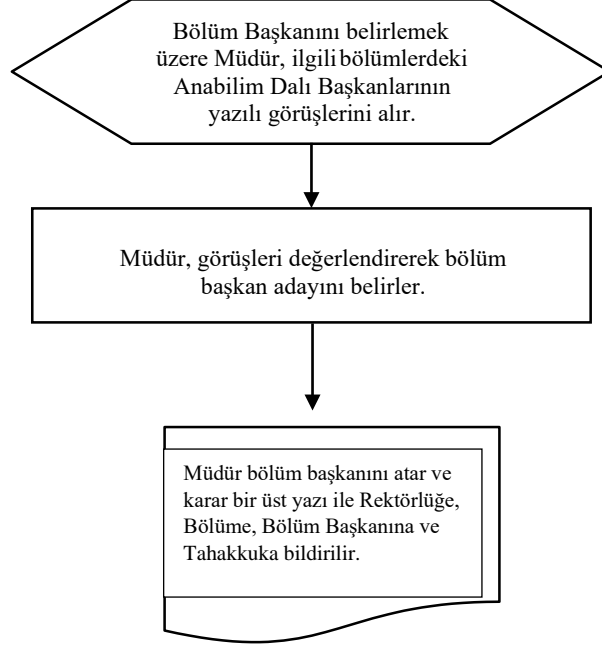 Bölüm Başkanını belirlemek
üzere Müdür, ilgili bölümlerdeki
Anabilim Dalı Başkanlarının
yazılı görüşlerini alır.
Müdür, görüşleri değerlendirerek bölüm
başkan adayını belirler.
Müdür bölüm başkanını atar ve
karar bir üst yazı ile Rektörlüğe,
Bölüme, Bölüm Başkanına ve
Tahakkuka bildirilir.